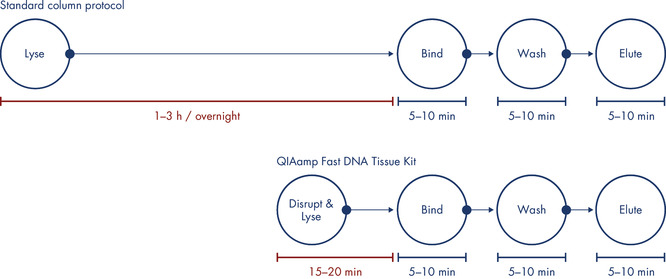 Standard column protocol
Lyse
Bind
Wash
Elute
1–3 h / overnight
5–10 min
5–10 min
5–10 min
QIAamp Fast DNA Tissue Kit
Disrupt &
Lyse
Bind
Wash
Elute
15–20 min
5–10 min
5–10 min
5–10 min